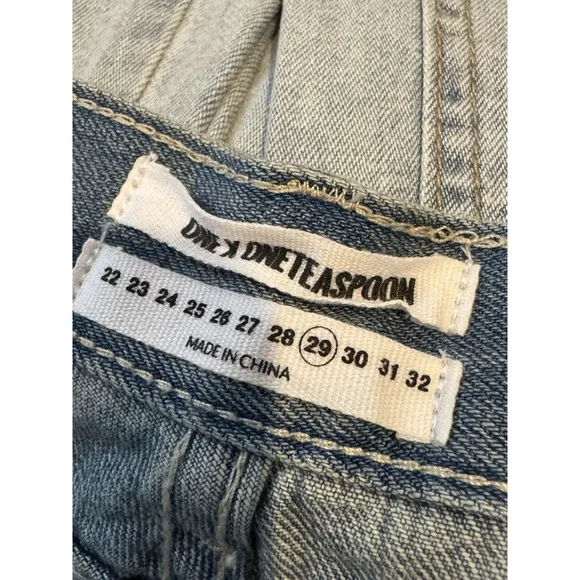 ONE X ONETEASPOON
22 23 24 25 26 27 28 29 30 31 32
MADE IN CHINA